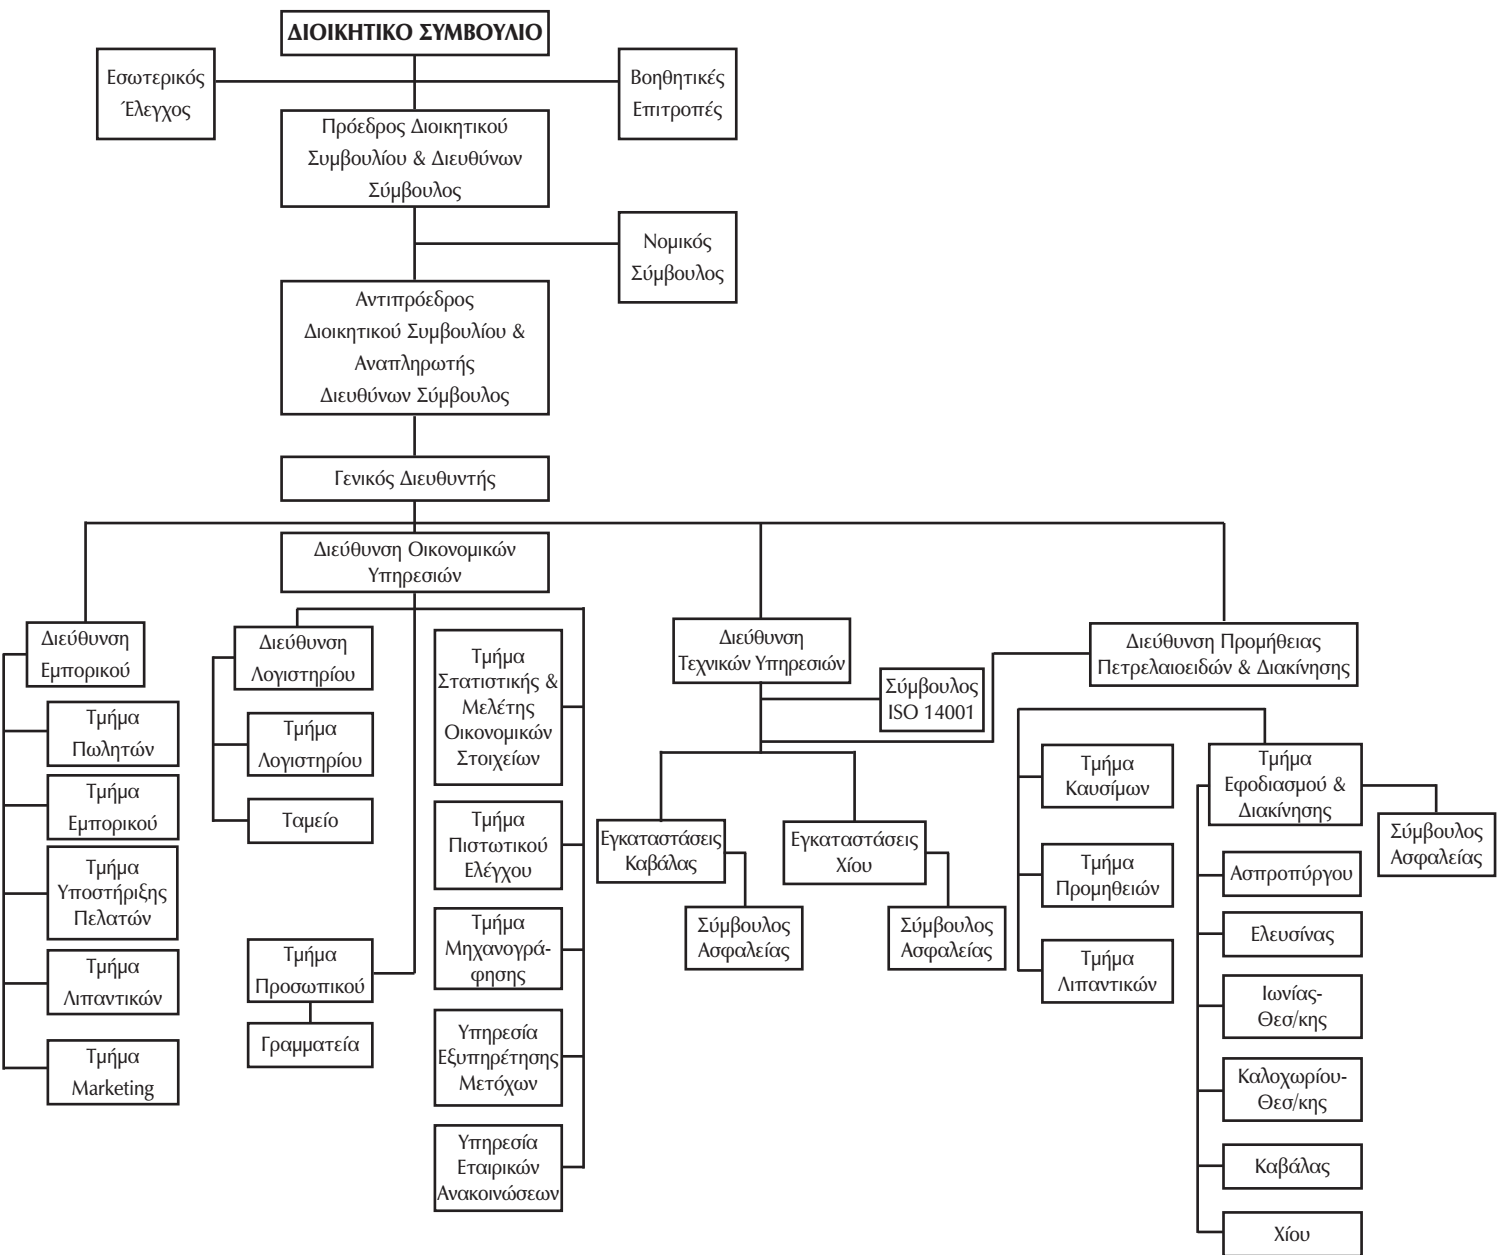 ΔΙΟΙΚΗΤΙΚΟ ΣΥΜΒΟΥΛΙΟ
Εσωτερικός
Έλεγχος
Βοηθητικές
Επιτροπές
Πρόεδρος Διοικητικού
Συμβουλίου & Διευθύνων
Σύμβουλος
Νομικός
Σύμβουλος
Αντιπρόεδρος
Διοικητικού Συμβουλίου &
Αναπληρωτής
Διευθύνων Σύμβουλος
Γενικός Διευθυντής
Διεύθυνση Οικονομικών
Υπηρεσιών
Διεύθυνση
Εμπορικού
Τμήμα
Πωλητών
Τμήμα
Εμπορικού
Τμήμα
Υποστήριξης
Πελατών
Τμήμα
Λιπαντικών
Τμήμα
Marketing
Διεύθυνση
Λογιστηρίου
Τμήμα
Λογιστηρίου
Ταμείο
Τμήμα
Προσωπικού
Γραμματεία
Τμήμα
Στατιστικής &
Μελέτης
Οικονομικών
Στοιχείων
Τμήμα
Πιστωτικού
Ελέγχου
Τμήμα
Μηχανογρά-
φησης
Υπηρεσία
Εξυπηρέτησης
Μετόχων
Υπηρεσία
Εταιρικών
Ανακοινώσεων
Διεύθυνση
Τεχνικών Υπηρεσιών
Σύμβουλος
ISO 14001
Εγκαταστάσεις
Καβάλας
Σύμβουλος
Ασφαλείας
Εγκαταστάσεις
Χίου
Σύμβουλος
Ασφαλείας
Διεύθυνση Προμήθειας
Πετρελαιοειδών & Διακίνησης
Τμήμα
Καυσίμων
Τμήμα
Προμηθειών
Τμήμα
Λιπαντικών
Τμήμα
Εφοδιασμού &
Διακίνησης
Σύμβουλος
Ασφαλείας
Ασπροπύργου
Ελευσίνας
Ιωνίας-
Θεσ/κης
Καλοχωρίου-
Θεσ/κης
Καβάλας
Χίου